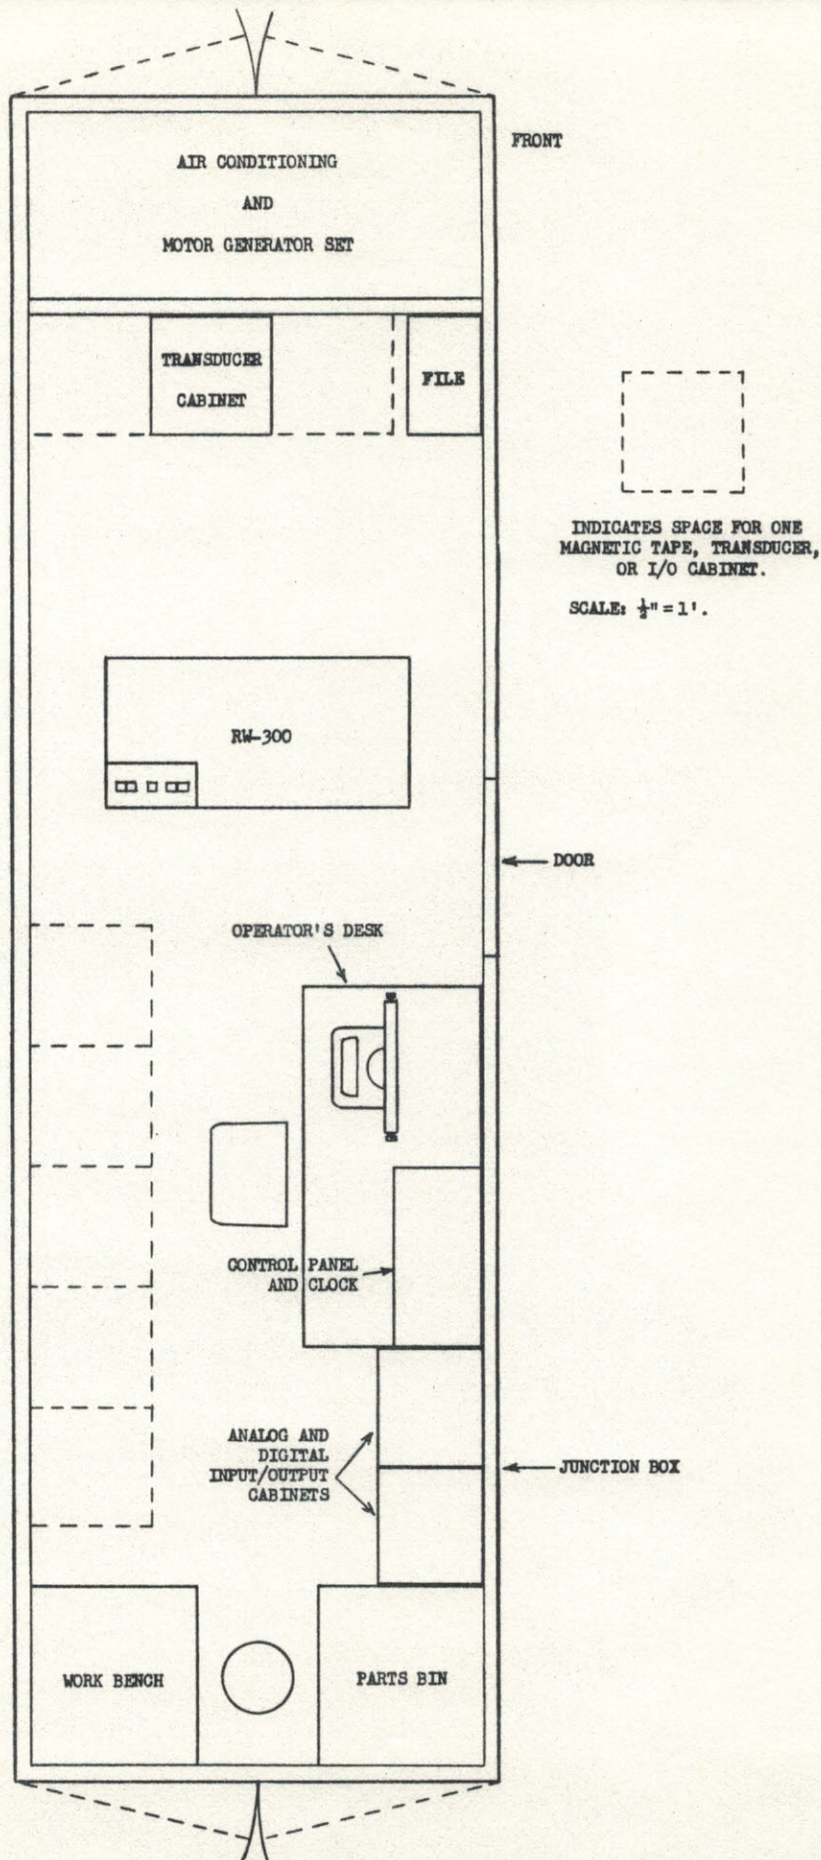 FRONT
AIR CONDITIONING
AND
MOTOR GENERATOR SET
TRANSDUCER
CABINET
FILE
INDICATES SPACE FOR ONE
MAGNETIC TAPE, TRANSDUCER,
OR I/O CABINET.
SCALE: ½" = 1'.
RW-300
DOOR
OPERATOR'S DESK
CONTROL PANEL
AND CLOCK
ANALOG AND
DIGITAL
INPUT/OUTPUT
CABINETS
JUNCTION BOX
WORK BENCH
PARTS BIN